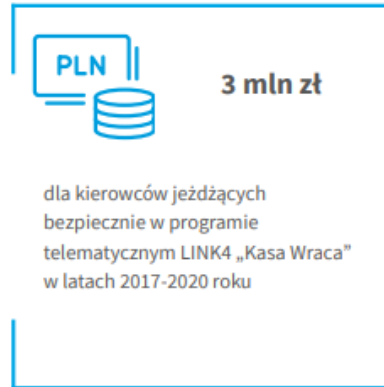 PLN
3 mln zł
dla kierowców jeżdżących
bezpiecznie w programie
telematycznym LINK4 „Kasa Wraca”
w latach 2017-2020 roku